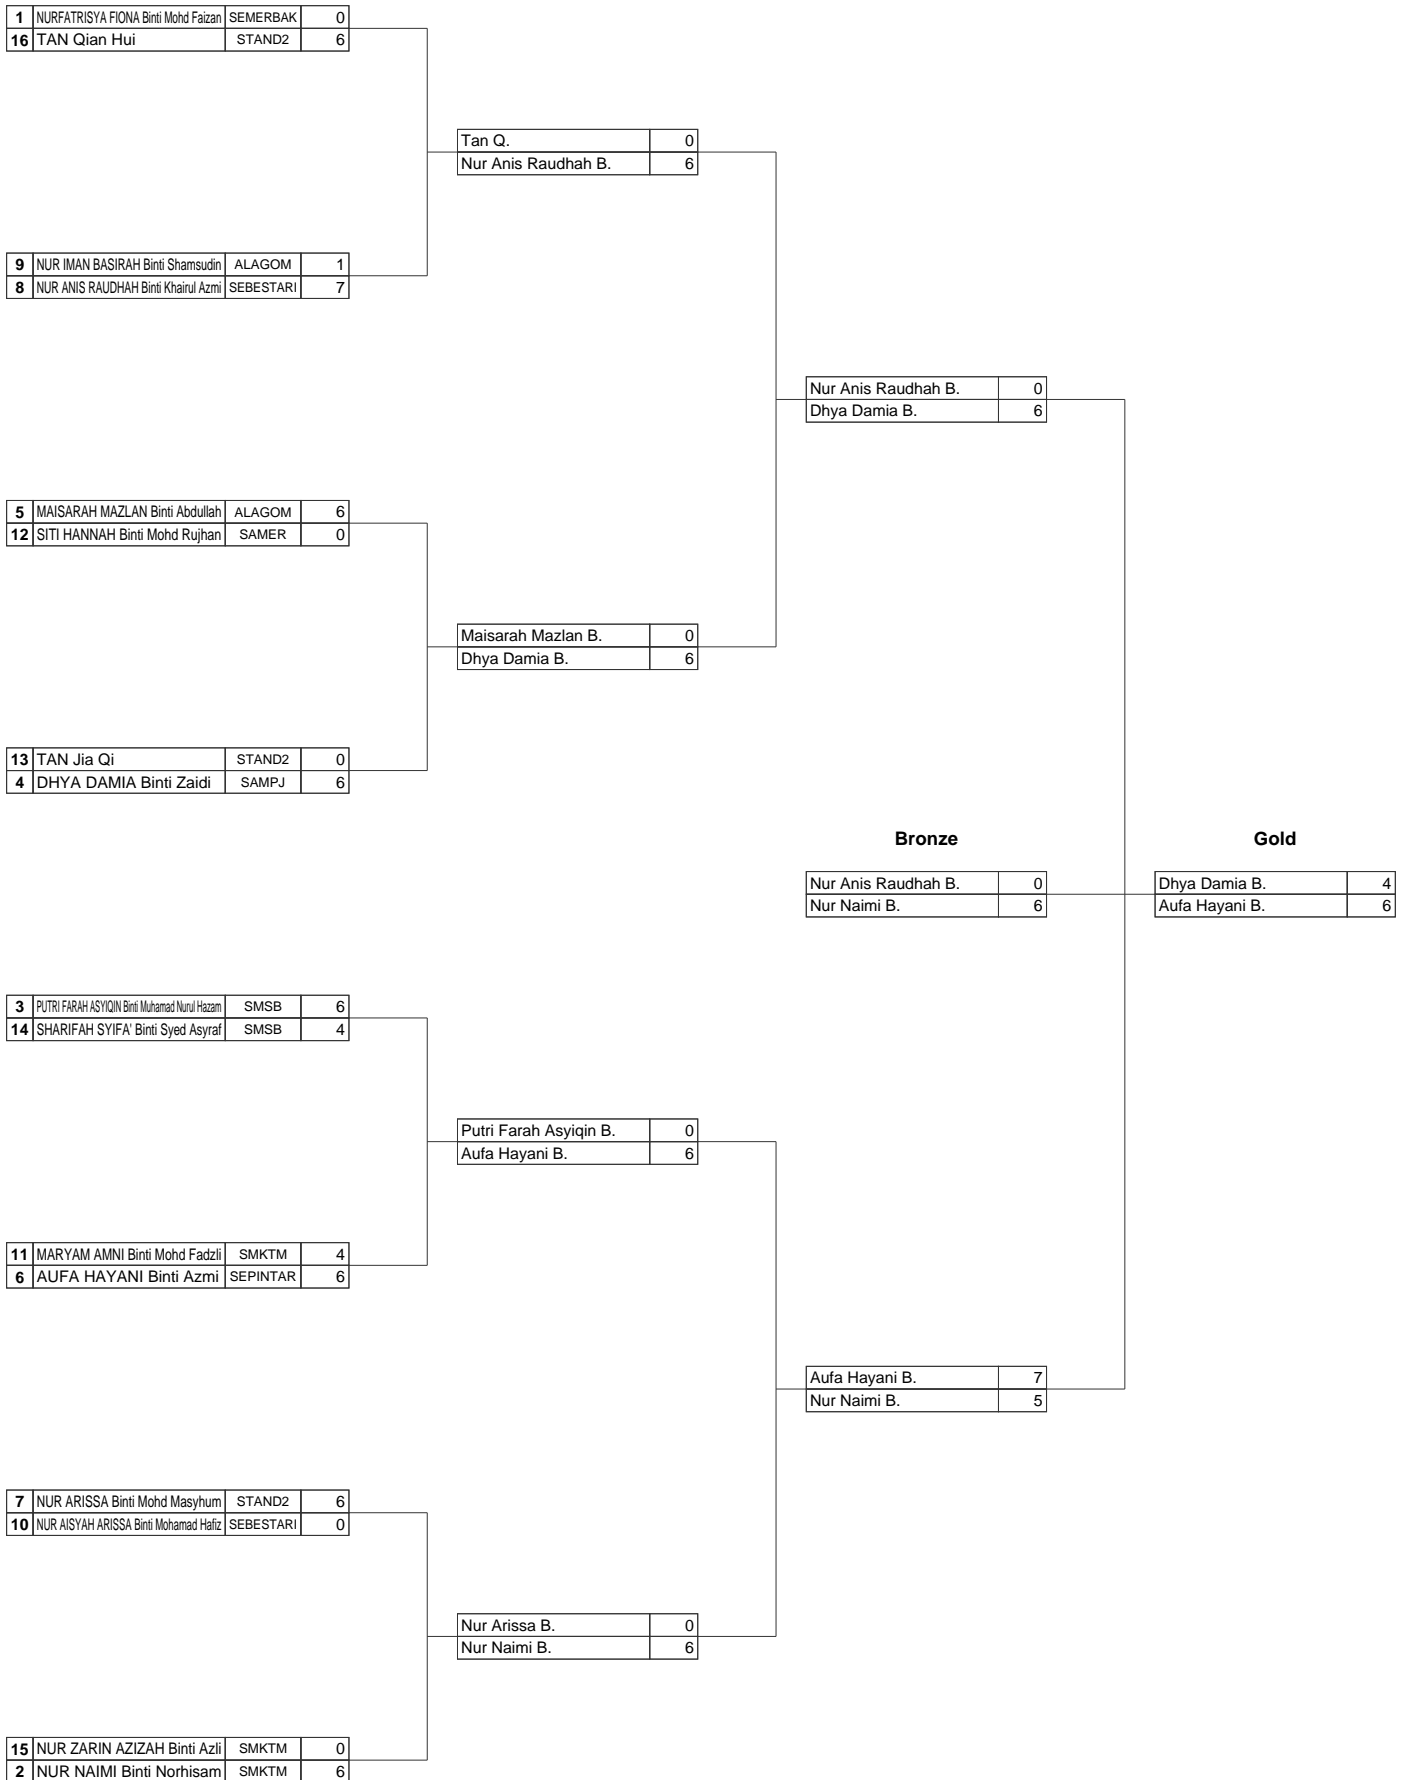 1 NURFATRISYA FIONA Binti Mohd Faizan SEMERBAK 0
16 TAN Qian Hui STAND2 6
Tan Q. 0
Nur Anis Raudhah B. 6
9 NUR IMAN BASIRAH Binti Shamsudin ALAGOM 1
8 NUR ANIS RAUDHAH Binti Khairul Azmi SEBESTARI 7
Nur Anis Raudhah B. 0
Dhya Damia B. 6
5 MAISARAH MAZLAN Binti Abdullah ALAGOM 6
12 SITI HANNAH Binti Mohd Rujhan SAMER 0
Maisarah Mazlan B. 0
Dhya Damia B. 6
13 TAN Jia Qi STAND2 0
4 DHYA DAMIA Binti Zaidi SAMPJ 6
Bronze Gold
Nur Anis Raudhah B. 0 Dhya Damia B. 4
Nur Naimi B. 6 Aufa Hayani B. 6
3 PUTRI FARAH ASYIQIN Binti Muhamad Nurul Hazam SMSB 6
14 SHARIFAH SYIFA' Binti Syed Asyraf SMSB 4
Putri Farah Asyiqin B. 0
Aufa Hayani B. 6
11 MARYAM AMNI Binti Mohd Fadzli SMKTM 4
6 AUFA HAYANI Binti Azmi SEPINTAR 6
Aufa Hayani B. 7
Nur Naimi B. 5
7 NUR ARISSA Binti Mohd Masyhum STAND2 6
10 NUR AISYAH ARISSA Binti Mohamad Hafiz SEBESTARI 0
Nur Arissa B. 0
Nur Naimi B. 6
15 NUR ZARIN AZIZAH Binti Azli SMKTM 0
2 NUR NAIMI Binti Norhisam SMKTM 6